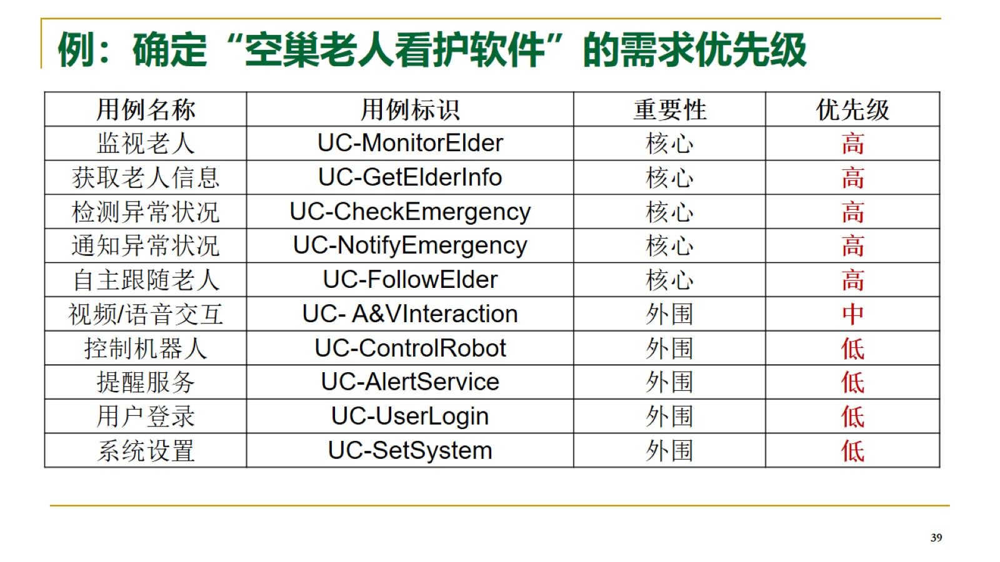 例：确定“空巢老人看护软件”的需求优先级
用例名称 用例标识 重要性 优先级
监视老人 UC-MonitorElder 核心 高
获取老人信息 UC-GetElderInfo 核心 高
检测异常状况 UC-CheckEmergency 核心 高
通知异常状况 UC-NotifyEmergency 核心 高
自主跟随老人 UC-FollowElder 核心 高
视频/语音交互 UC- A&VInteraction 外围 中
控制机器人 UC-ControlRobot 外围 低
提醒服务 UC-AlertService 外围 低
用户登录 UC-UserLogin 外围 低
系统设置 UC-SetSystem 外围 低
39